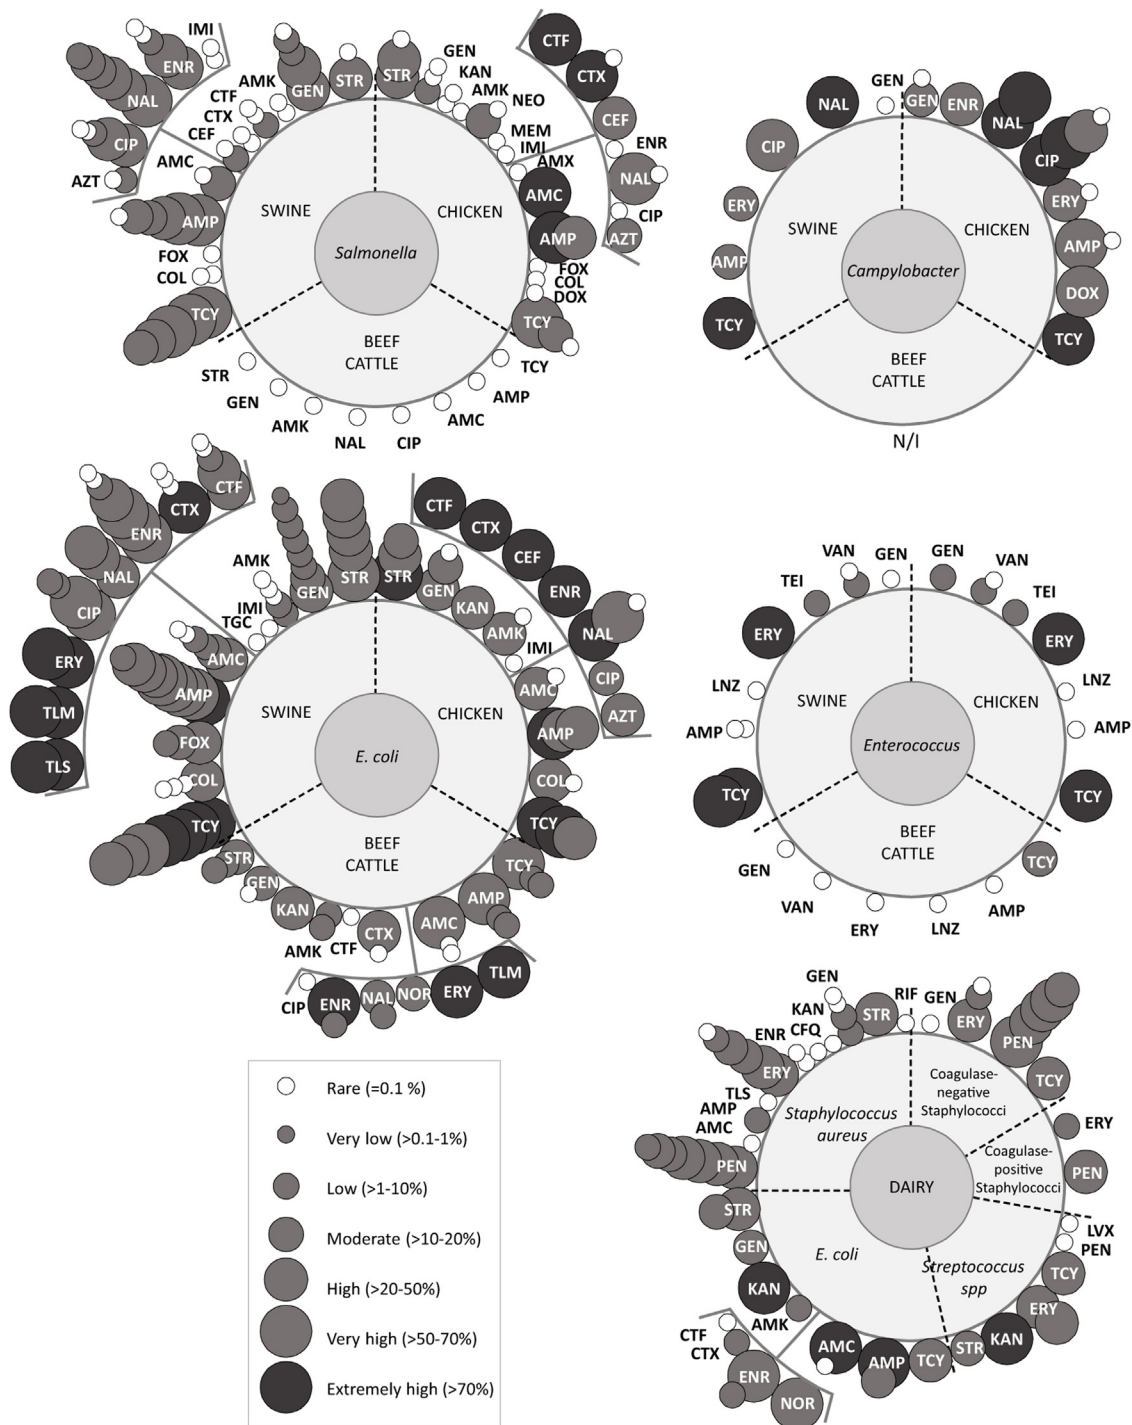 IMI
ENR
NAL
CIP
AZT
AMK
CTF
CTX
CEF
AMC
GEN
STR
AMP
FOX
COL
TCY
SWINE
STR
GEN
KAN
AMK
NEO
MEM
IMI
AMX
AMC
AMP
FOX
COL
DOX
TCY
CHICKEN
CTF
CTX
CEF
ENR
NAL
CIP
AZT
Salmonella
BEEF
CATTLE
STR
GEN
AMK
NAL
CIP
AMC
AMP
TCY
GEN
NAL
CIP
ERY
AMP
TCY
SWINE
GEN
ENR
NAL
CIP
ERY
AMP
DOX
TCY
CHICKEN
Campylobacter
BEEF
CATTLE
N/I
CTF
CTX
ENR
NAL
CIP
ERY
TLM
TLS
AMK
IMI
TGC
GEN
STR
AMC
AMP
FOX
COL
TCY
SWINE
STR
GEN
KAN
AMK
IMI
AMC
AMP
COL
TCY
CHICKEN
CTF
CTX
CEF
ENR
NAL
CIP
AZT
E. coli
BEEF
CATTLE
STR
GEN
KAN
AMK
CTF
CTX
AMC
AMP
TCY
CIP
ENR
NAL
NOR
ERY
TLM
GEN
VAN
TEI
ERY
LNZ
AMP
TCY
SWINE
GEN
VAN
TEI
ERY
LNZ
AMP
TCY
CHICKEN
Enterococcus
BEEF
CATTLE
GEN
VAN
ERY
LNZ
AMP
TCY
Rare (=0.1 %)
Very low (>0.1-1%)
Low (>1-10%)
Moderate (>10-20%)
High (>20-50%)
Very high (>50-70%)
Extremely high (>70%)
RIF
STR
GEN
KAN
CFQ
ENR
ERY
TLS
AMP
AMC
PEN
Staphylococcus
aureus
GEN
ERY
PEN
TCY
Coagulase-
negative
Staphylococci
ERY
PEN
Coagulase-
positive
Staphylococci
DAIRY
LVX
PEN
TCY
ERY
KAN
STR
Streptococcus
spp
E. coli
STR
GEN
KAN
AMK
AMC
AMP
TCY
CTF
CTX
ENR
NOR